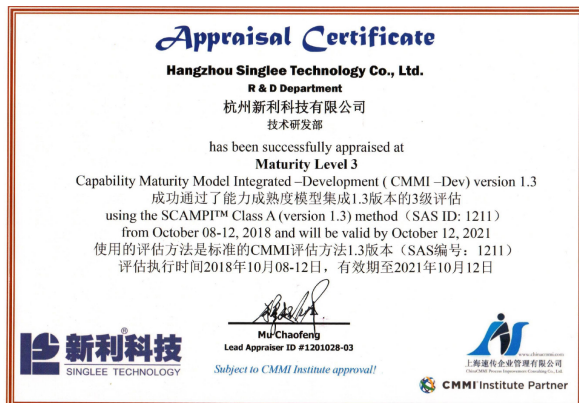 Appraisal Certificate
Hangzhou Singlee Technology Co., Ltd.
R & D Department
杭州新利科技有限公司
技术研发部
has been successfully appraised at
Maturity Level 3
Capability Maturity Model Integrated –Development ( CMMI –Dev) version 1.3
成功通过了能力成熟度模型集成1.3版本的3级评估
using the SCAMPI™ Class A (version 1.3) method（SAS ID: 1211)
from October 08-12, 2018 and will be valid by October 12, 2021
使用的评估方法是标准的CMMI评估方法1.3版本（SAS编号：1211）
评估执行时间2018年10月08-12日，有效期至2021年10月12日
Mu Chaofeng
Lead Appraiser ID #1201028-03
Subject to CMMI Institute approval!
新利科技®
SINGLEE TECHNOLOGY
www.chinacmmi.com
上海速传企业管理有限公司
CMMI Institute Partner